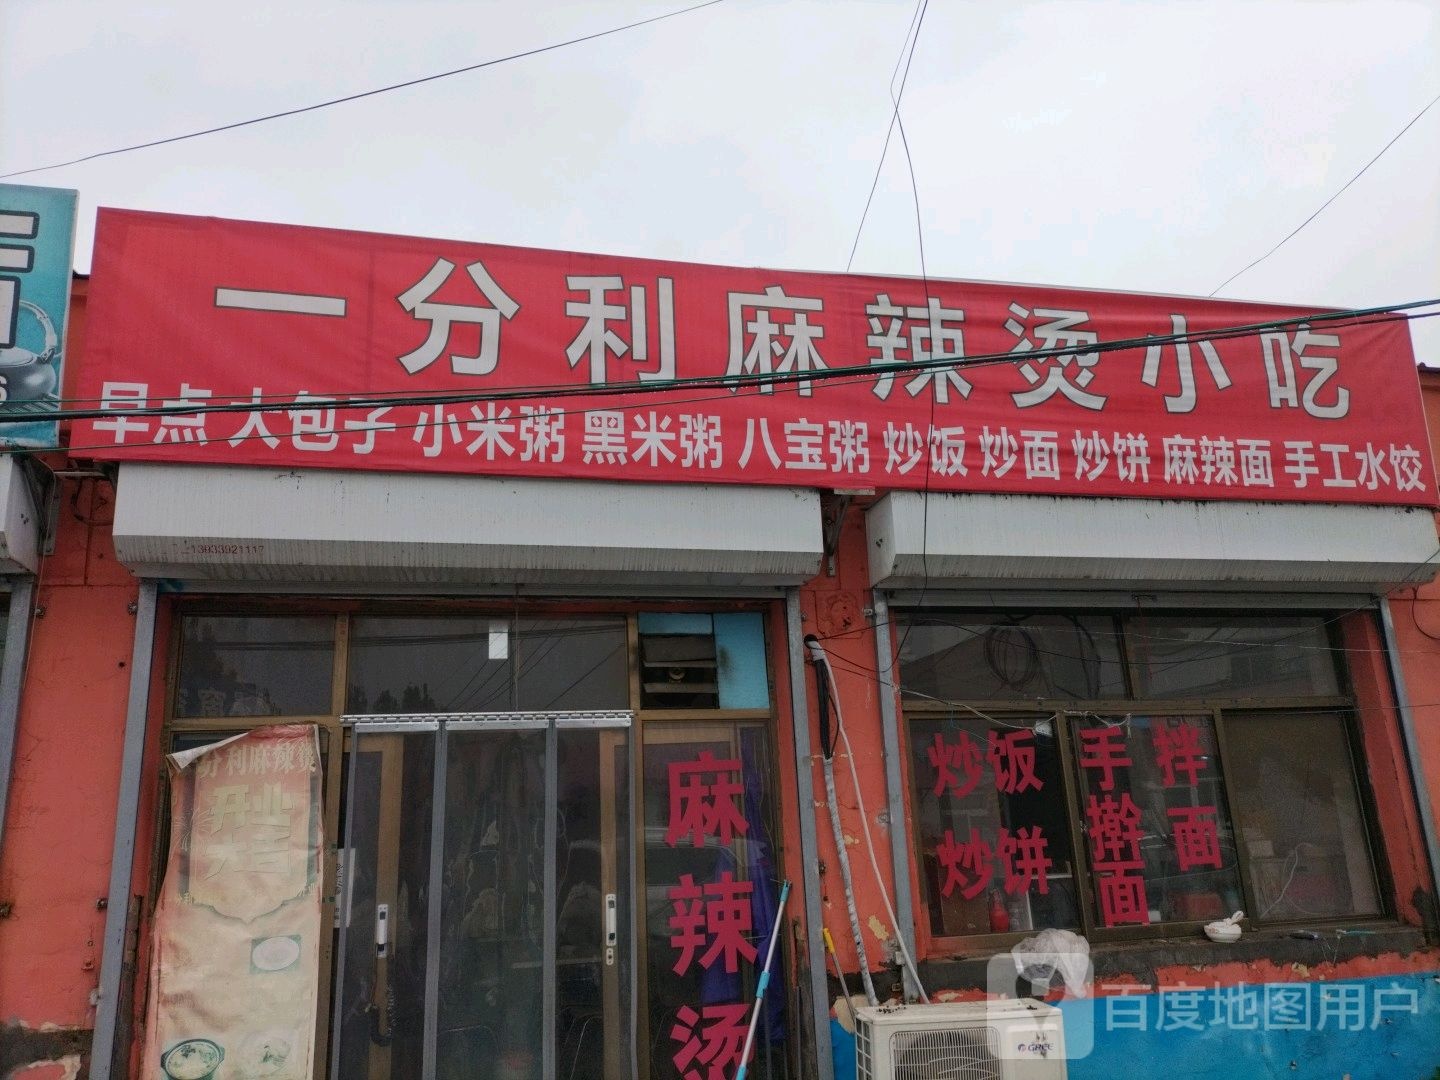 一分利麻辣烫小吃
早点 大包子 小米粥 黑米粥 八宝粥 炒饭 炒面 炒饼 麻辣面 手工水饺
13933921117
分利麻辣烫
开业
大吉
麻辣烫
炒饭
炒饼
手擀面
拌面
GREE
百度地图用户